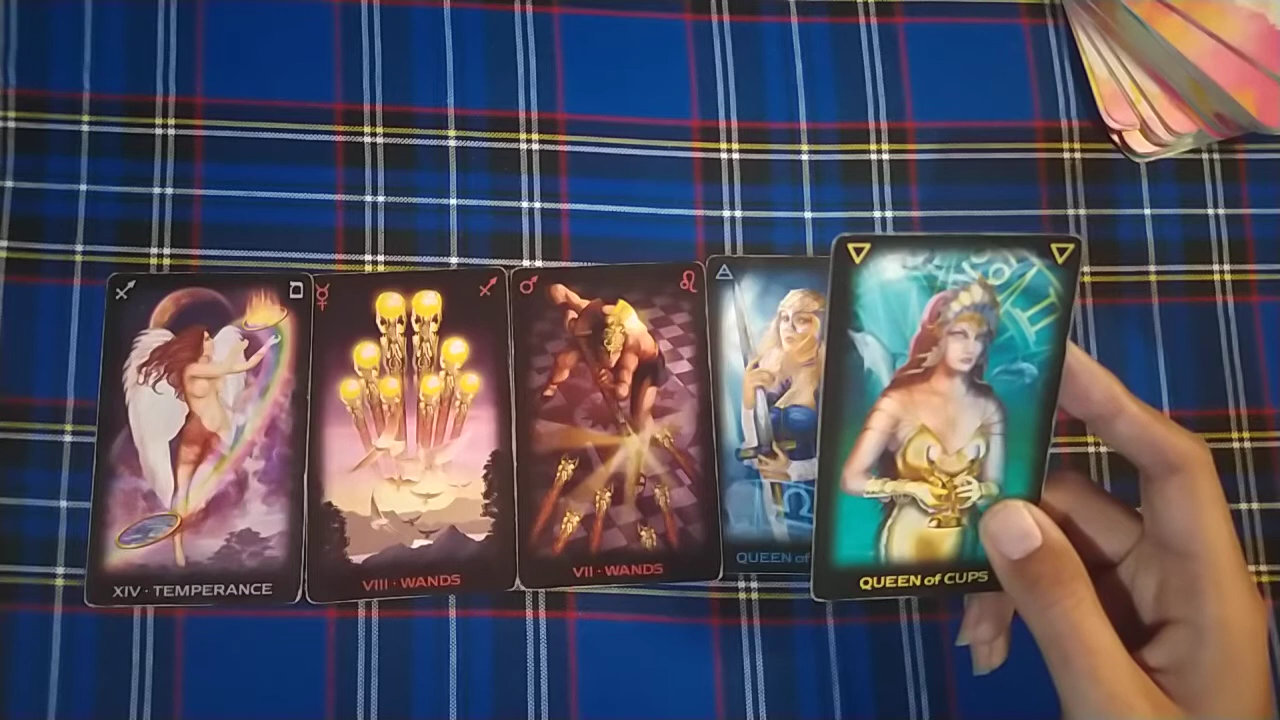 XIV · TEMPERANCE
VIII · WANDS
VII · WANDS
QUEEN of
QUEEN of CUPS